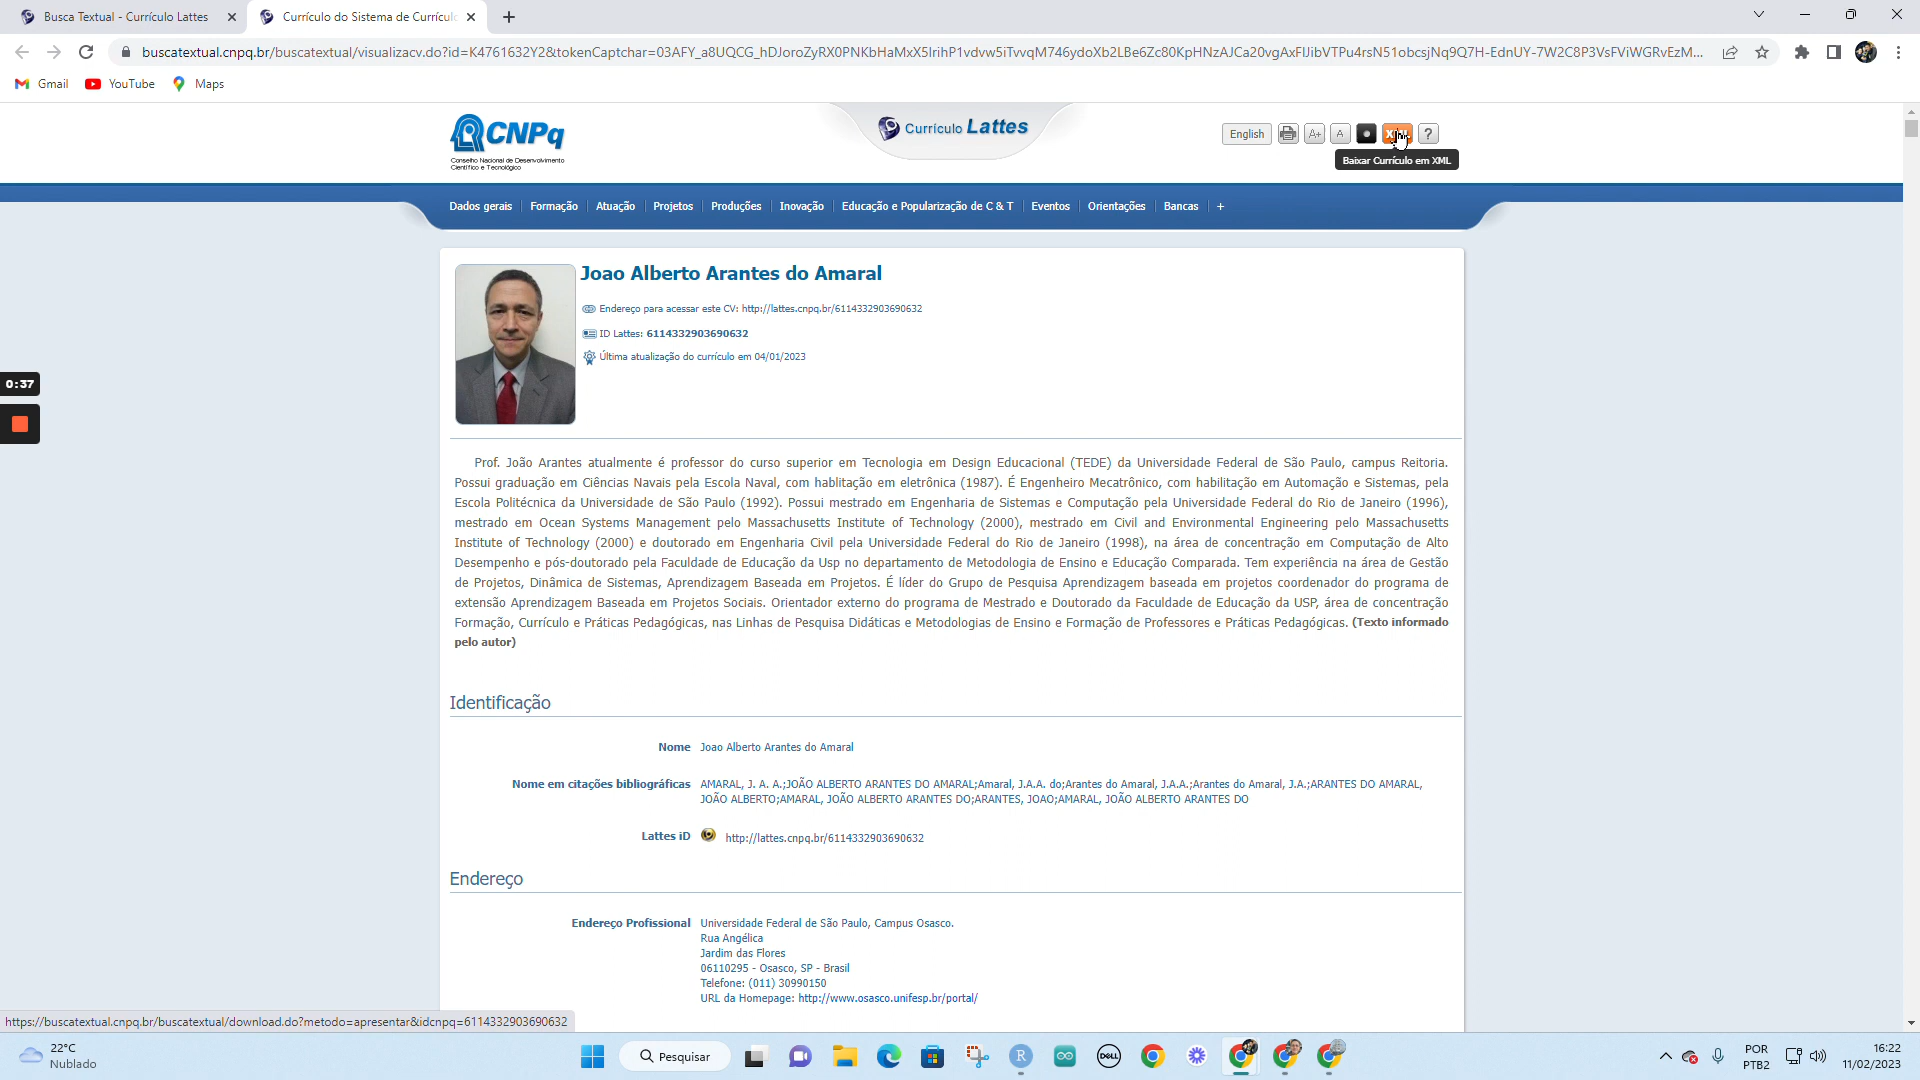 Busca Textual - Currículo Lattes
Currículo do Sistema de Currícul
buscatextual.cnpq.br/buscatextual/visualizacv.do?id=K4761632Y2&tokenCaptchar=03AFY_a8UQCG_hDJoroZyRX0PNKbHaMxX5lrihP1vdvw5iTvvqM746ydoXb2LBe6Zc80KpHNzAJCa20vgAxFlJibVTPu4rsN51obcsjNq9Q7H-EdnUY-7W2C8P3VsFViWGRvEzM...
Gmail YouTube Maps
CNPq
Conselho Nacional de Desenvolvimento
Científico e Tecnológico
Currículo Lattes
English A+ A ?
Baixar Currículo em XML
Dados gerais Formação Atuação Projetos Produções Inovação Educação e Popularização de C & T Eventos Orientações Bancas +
Joao Alberto Arantes do Amaral
Endereço para acessar este CV: http://lattes.cnpq.br/6114332903690632
ID Lattes: 6114332903690632
Última atualização do currículo em 04/01/2023
0:37
Prof. João Arantes atualmente é professor do curso superior em Tecnologia em Design Educacional (TEDE) da Universidade Federal de São Paulo, campus Reitoria.
Possui graduação em Ciências Navais pela Escola Naval, com hablitação em eletrônica (1987). É Engenheiro Mecatrônico, com habilitação em Automação e Sistemas, pela
Escola Politécnica da Universidade de São Paulo (1992). Possui mestrado em Engenharia de Sistemas e Computação pela Universidade Federal do Rio de Janeiro (1996),
mestrado em Ocean Systems Management pelo Massachusetts Institute of Technology (2000), mestrado em Civil and Environmental Engineering pelo Massachusetts
Institute of Technology (2000) e doutorado em Engenharia Civil pela Universidade Federal do Rio de Janeiro (1998), na área de concentração em Computação de Alto
Desempenho e pós-doutorado pela Faculdade de Educação da Usp no departamento de Metodologia de Ensino e Educação Comparada. Tem experiência na área de Gestão
de Projetos, Dinâmica de Sistemas, Aprendizagem Baseada em Projetos. É líder do Grupo de Pesquisa Aprendizagem baseada em projetos coordenador do programa de
extensão Aprendizagem Baseada em Projetos Sociais. Orientador externo do programa de Mestrado e Doutorado da Faculdade de Educação da USP, área de concentração
Formação, Currículo e Práticas Pedagógicas, nas Linhas de Pesquisa Didáticas e Metodologias de Ensino e Formação de Professores e Práticas Pedagógicas. (Texto informado
pelo autor)
Identificação
Nome Joao Alberto Arantes do Amaral
Nome em citações bibliográficas AMARAL, J. A. A.;JOÃO ALBERTO ARANTES DO AMARAL;Amaral, J.A.A. do;Arantes do Amaral, J.A.A.;Arantes do Amaral, J.A.;ARANTES DO AMARAL,
JOÃO ALBERTO;AMARAL, JOÃO ALBERTO ARANTES DO;ARANTES, JOAO;AMARAL, JOÃO ALBERTO ARANTES DO
Lattes iD http://lattes.cnpq.br/6114332903690632
Endereço
Endereço Profissional Universidade Federal de São Paulo, Campus Osasco.
Rua Angélica
Jardim das Flores
06110295 - Osasco, SP - Brasil
Telefone: (011) 30990150
URL da Homepage: http://www.osasco.unifesp.br/portal/
https://buscatextual.cnpq.br/buscatextual/download.do?metodo=apresentar&idcnpq=6114332903690632
22°C
Nublado
Pesquisar
R
DELL
POR
PTB2
16:22
11/02/2023